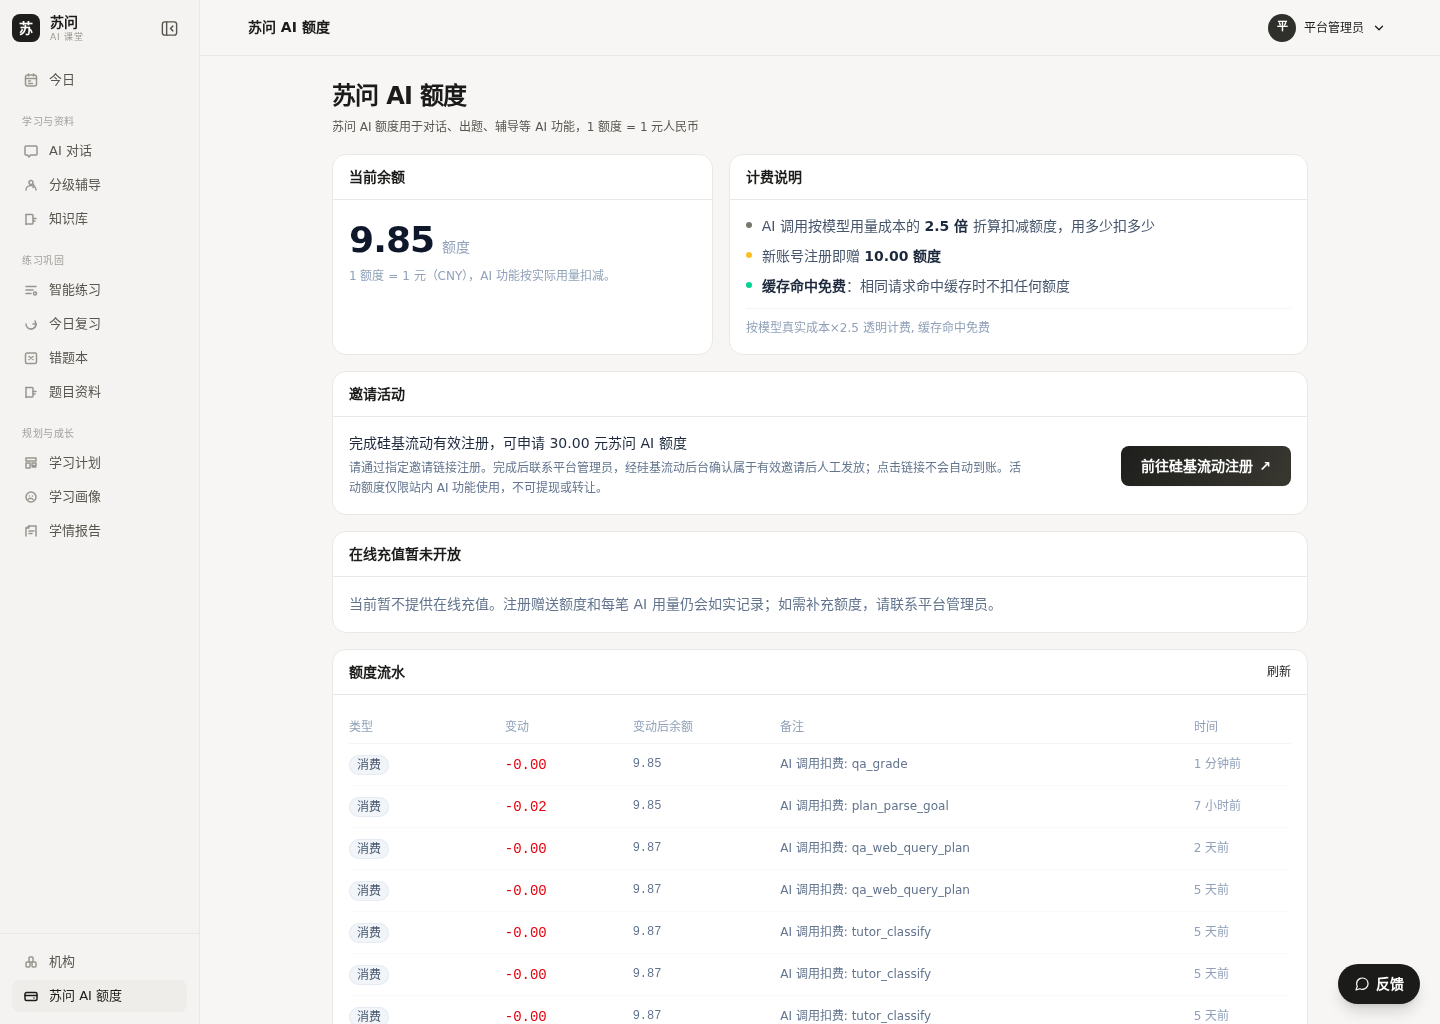 苏
苏问
AI 课堂
今日
学习与资料
AI 对话
分级辅导
知识库
练习巩固
智能练习
今日复习
错题本
题目资料
规划与成长
学习计划
学习画像
学情报告
机构
苏问 AI 额度
苏问 AI 额度
平
平台管理员
苏问 AI 额度
苏问 AI 额度用于对话、出题、辅导等 AI 功能，1 额度 = 1 元人民币
当前余额
9.85 额度
1 额度 = 1 元（CNY），AI 功能按实际用量扣减。
计费说明
AI 调用按模型用量成本的 2.5 倍 折算扣减额度，用多少扣多少
新账号注册即赠 10.00 额度
缓存命中免费：相同请求命中缓存时不扣任何额度
按模型真实成本×2.5 透明计费, 缓存命中免费
邀请活动
完成硅基流动有效注册，可申请 30.00 元苏问 AI 额度
请通过指定邀请链接注册。完成后联系平台管理员，经硅基流动后台确认属于有效邀请后人工发放；点击链接不会自动到账。活
动额度仅限站内 AI 功能使用，不可提现或转让。
前往硅基流动注册 ↗
在线充值暂未开放
当前暂不提供在线充值。注册赠送额度和每笔 AI 用量仍会如实记录；如需补充额度，请联系平台管理员。
额度流水 刷新
类型 变动 变动后余额 备注 时间
消费 -0.00 9.85 AI 调用扣费: qa_grade 1 分钟前
消费 -0.02 9.85 AI 调用扣费: plan_parse_goal 7 小时前
消费 -0.00 9.87 AI 调用扣费: qa_web_query_plan 2 天前
消费 -0.00 9.87 AI 调用扣费: qa_web_query_plan 5 天前
消费 -0.00 9.87 AI 调用扣费: tutor_classify 5 天前
消费 -0.00 9.87 AI 调用扣费: tutor_classify 5 天前
消费 -0.00 9.87 AI 调用扣费: tutor_classify 5 天前
反馈